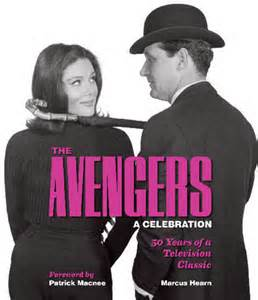 THE
AVENGERS
A CELEBRATION
50 Years of a
Television
Classic
Foreword by
Patrick Macnee
Marcus Hearn